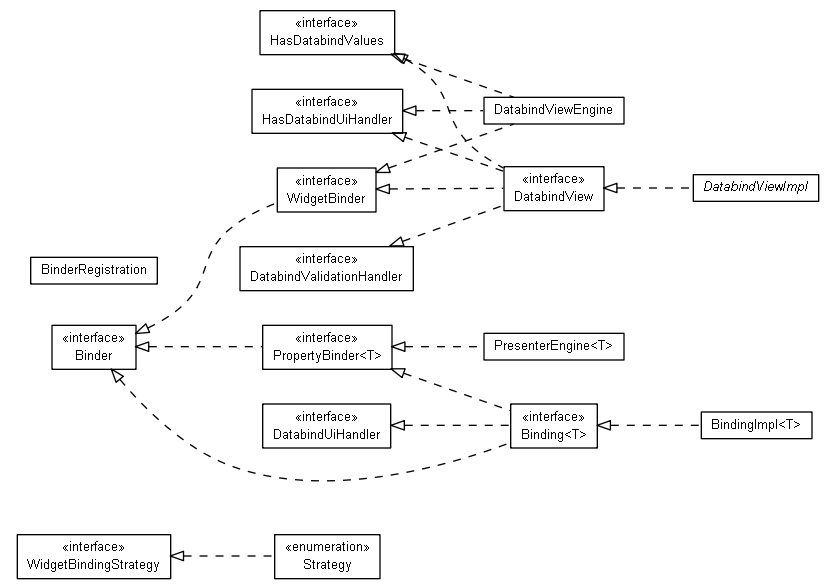 «interface»
HasDatabindValues
«interface»
HasDatabindUiHandler
DatabindViewEngine
«interface»
WidgetBinder
«interface»
DatabindView
DatabindViewImpl
«interface»
DatabindValidationHandler
BinderRegistration
«interface»
Binder
«interface»
PropertyBinder<T>
PresenterEngine<T>
«interface»
DatabindUiHandler
«interface»
Binding<T>
BindingImpl<T>
«interface»
WidgetBindingStrategy
«enumeration»
Strategy